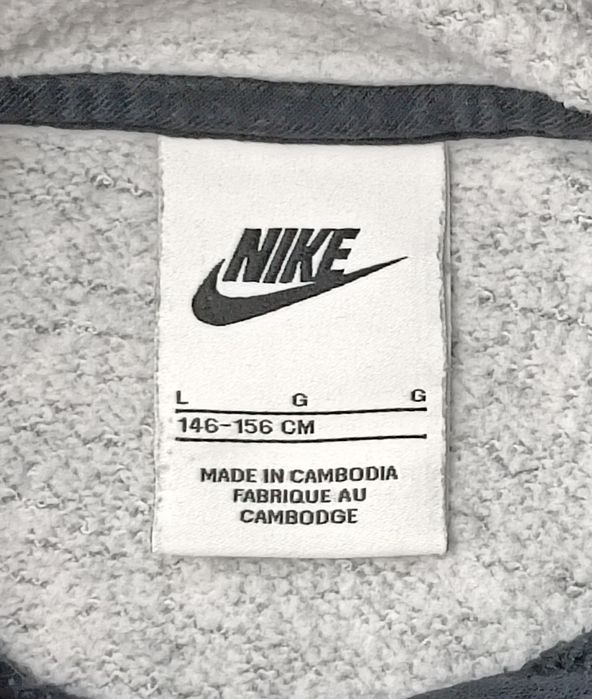 NIKE
L G G
146-156 CM
MADE IN CAMBODIA
FABRIQUE AU
CAMBODGE